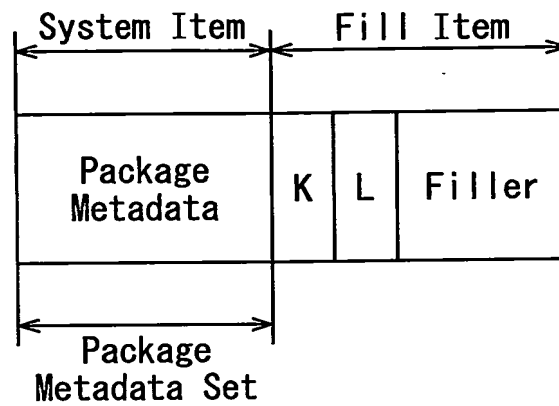 System Item Fill Item
Package
Metadata
K L Filler
Package
Metadata Set